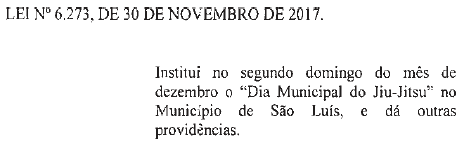 LEI Nº 6.273, DE 30 DE NOVEMBRO DE 2017.
Institui no segundo domingo do mês de
dezembro o “Dia Municipal do Jiu-Jitsu” no
Município de São Luís, e dá outras
providências.